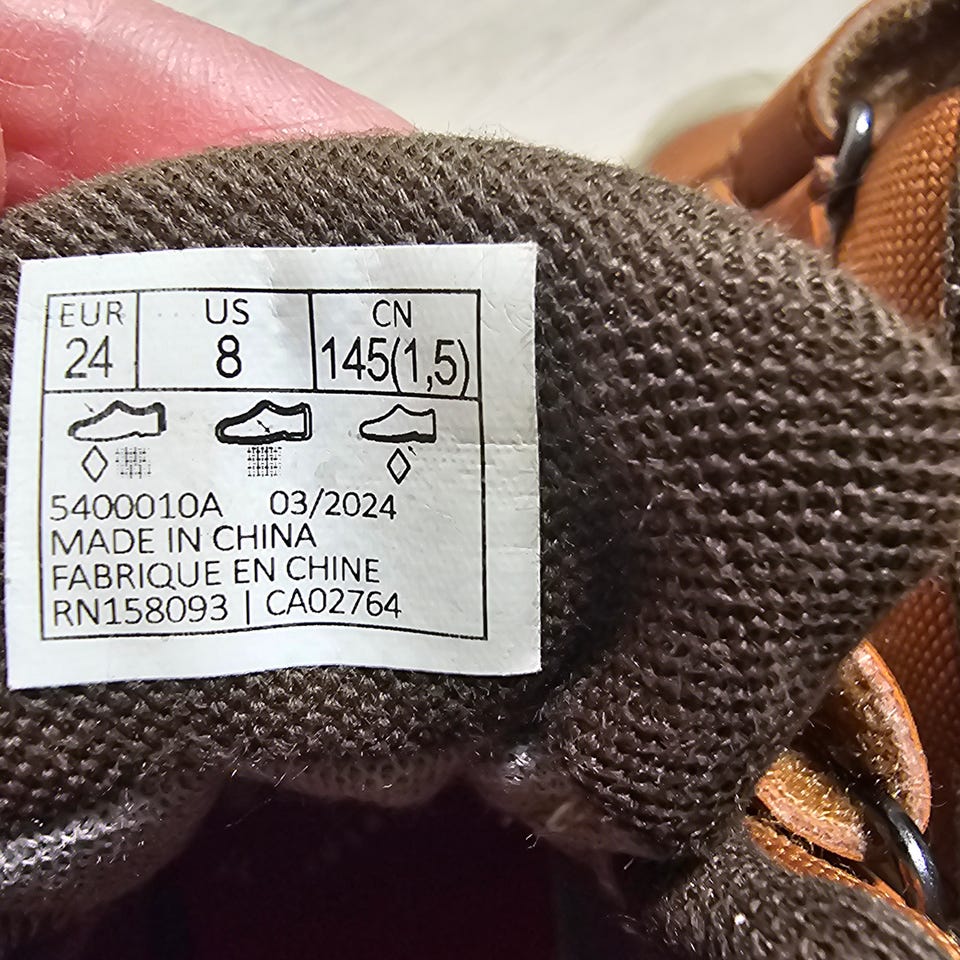 EUR US CN
24 8 145(1,5)
5400010A 03/2024
MADE IN CHINA
FABRIQUE EN CHINE
RN158093 | CA02764